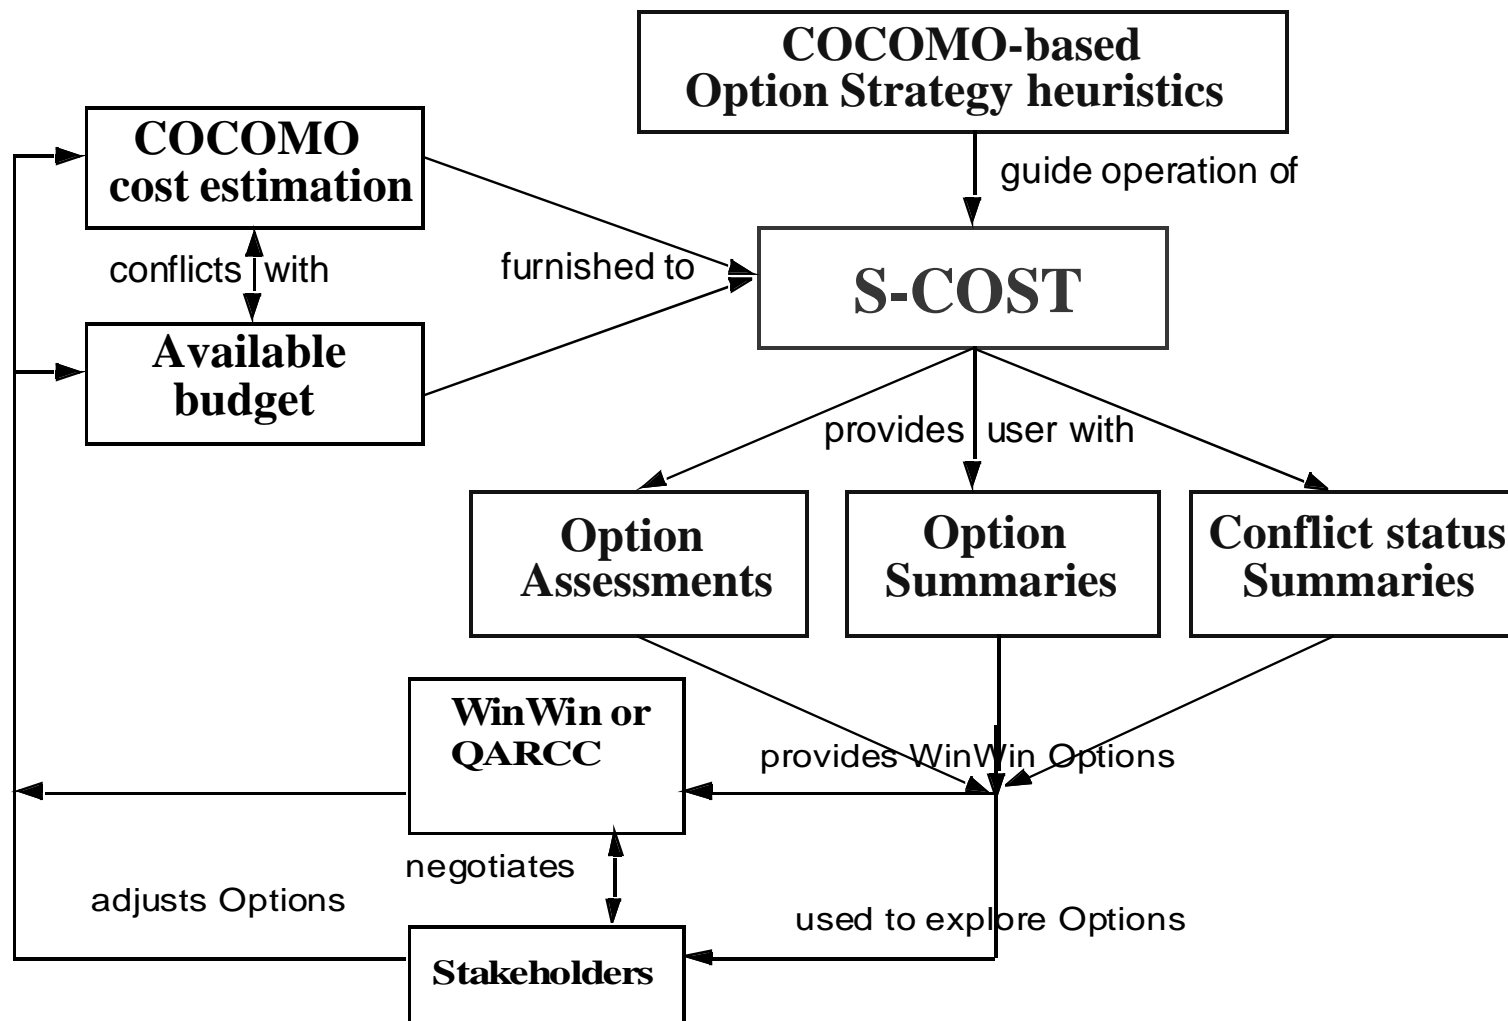 COCOMO-based
Option Strategy heuristics
COCOMO
cost estimation
guide operation of
conflicts with
furnished to
S-COST
Available
budget
provides user with
Option
Assessments
Option
Summaries
Conflict status
Summaries
WinWin or
QARCC
provides WinWin Options
negotiates
adjusts Options
used to explore Options
Stakeholders